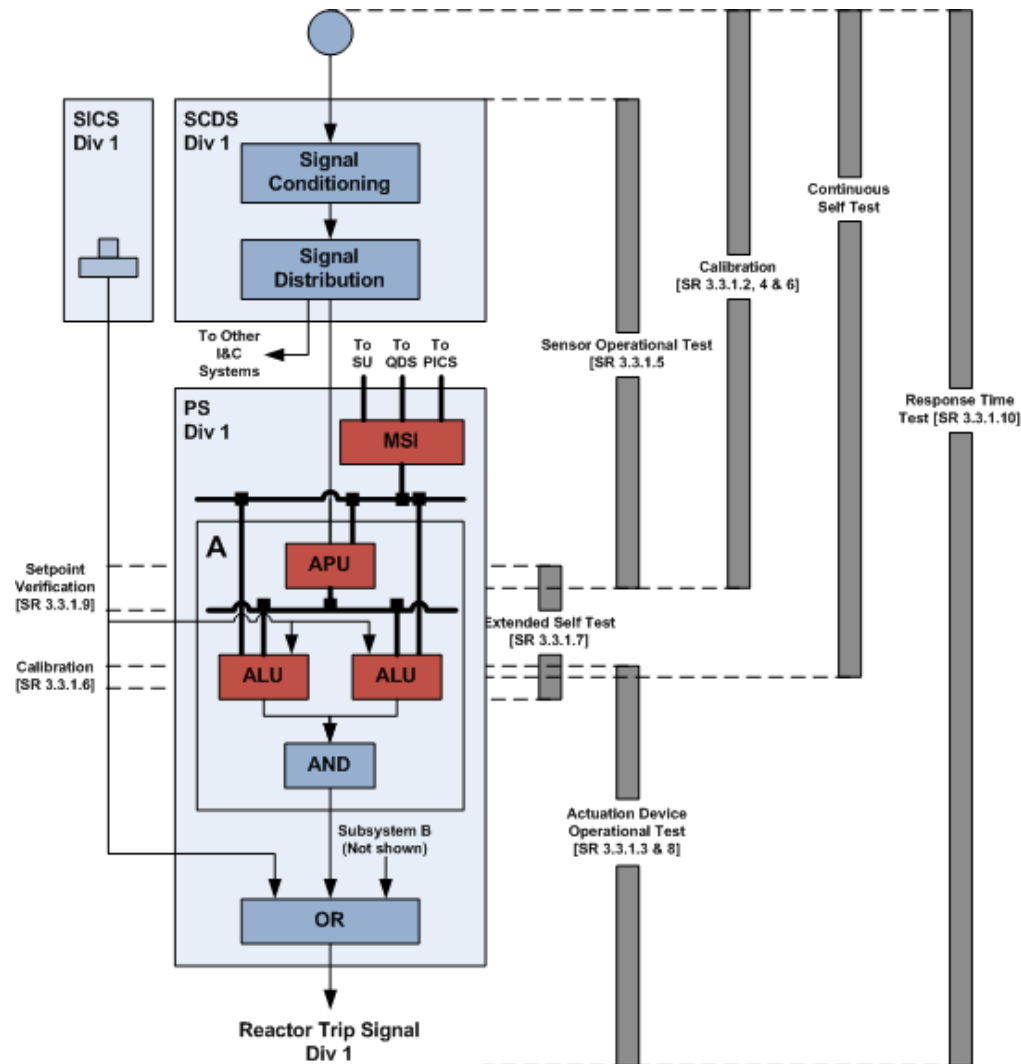 SICS
Div 1
SCDS
Div 1
Signal
Conditioning
Signal
Distribution
To Other
I&C
Systems
To
SU
To
QDS
To
PICS
PS
Div 1
MSI
A
APU
ALU
ALU
AND
Subsystem B
(Not shown)
OR
Reactor Trip Signal
Div 1
Setpoint
Verification
[SR 3.3.1.9]
Calibration
[SR 3.3.1.6]
Extended Self Test
[SR 3.3.1.7]
Sensor Operational Test
[SR 3.3.1.5
Actuation Device
Operational Test
[SR 3.3.1.3 & 8]
Calibration
[SR 3.3.1.2, 4 & 6]
Continuous
Self Test
Response Time
Test [SR 3.3.1.10]